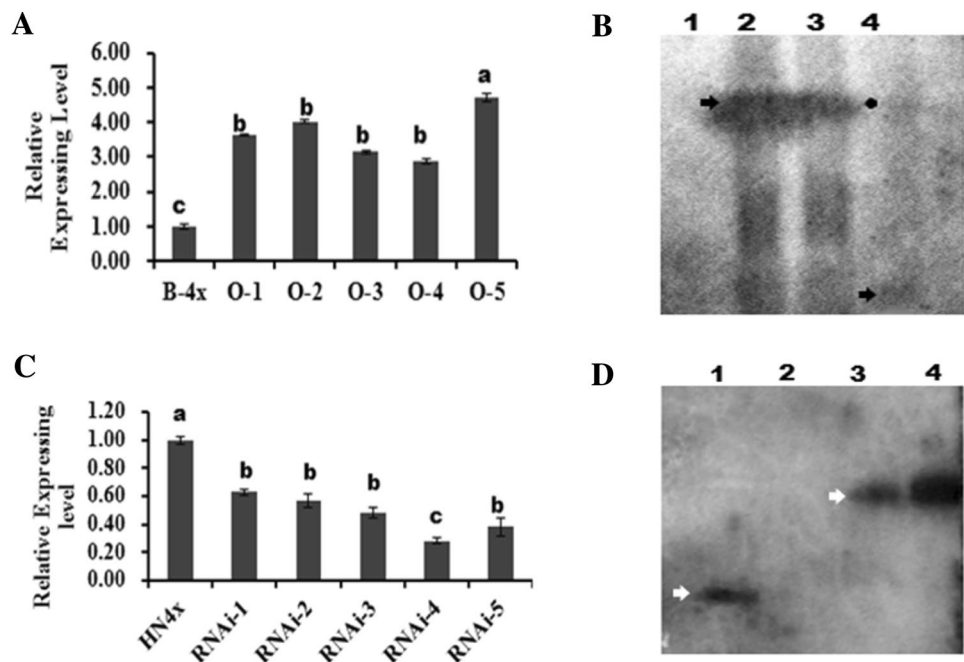 A
Relative
Expressing Level
6.00
5.00
4.00
3.00
2.00
1.00
0.00
c
b
b
b
b
a
B-4x
O-1
O-2
O-3
O-4
O-5
B
1
2
3
4
C
Relative Expressing
level
1.20
1.00
0.80
0.60
0.40
0.20
0.00
a
b
b
b
c
b
HN4x
RNAi-1
RNAi-2
RNAi-3
RNAi-4
RNAi-5
D
1
2
3
4